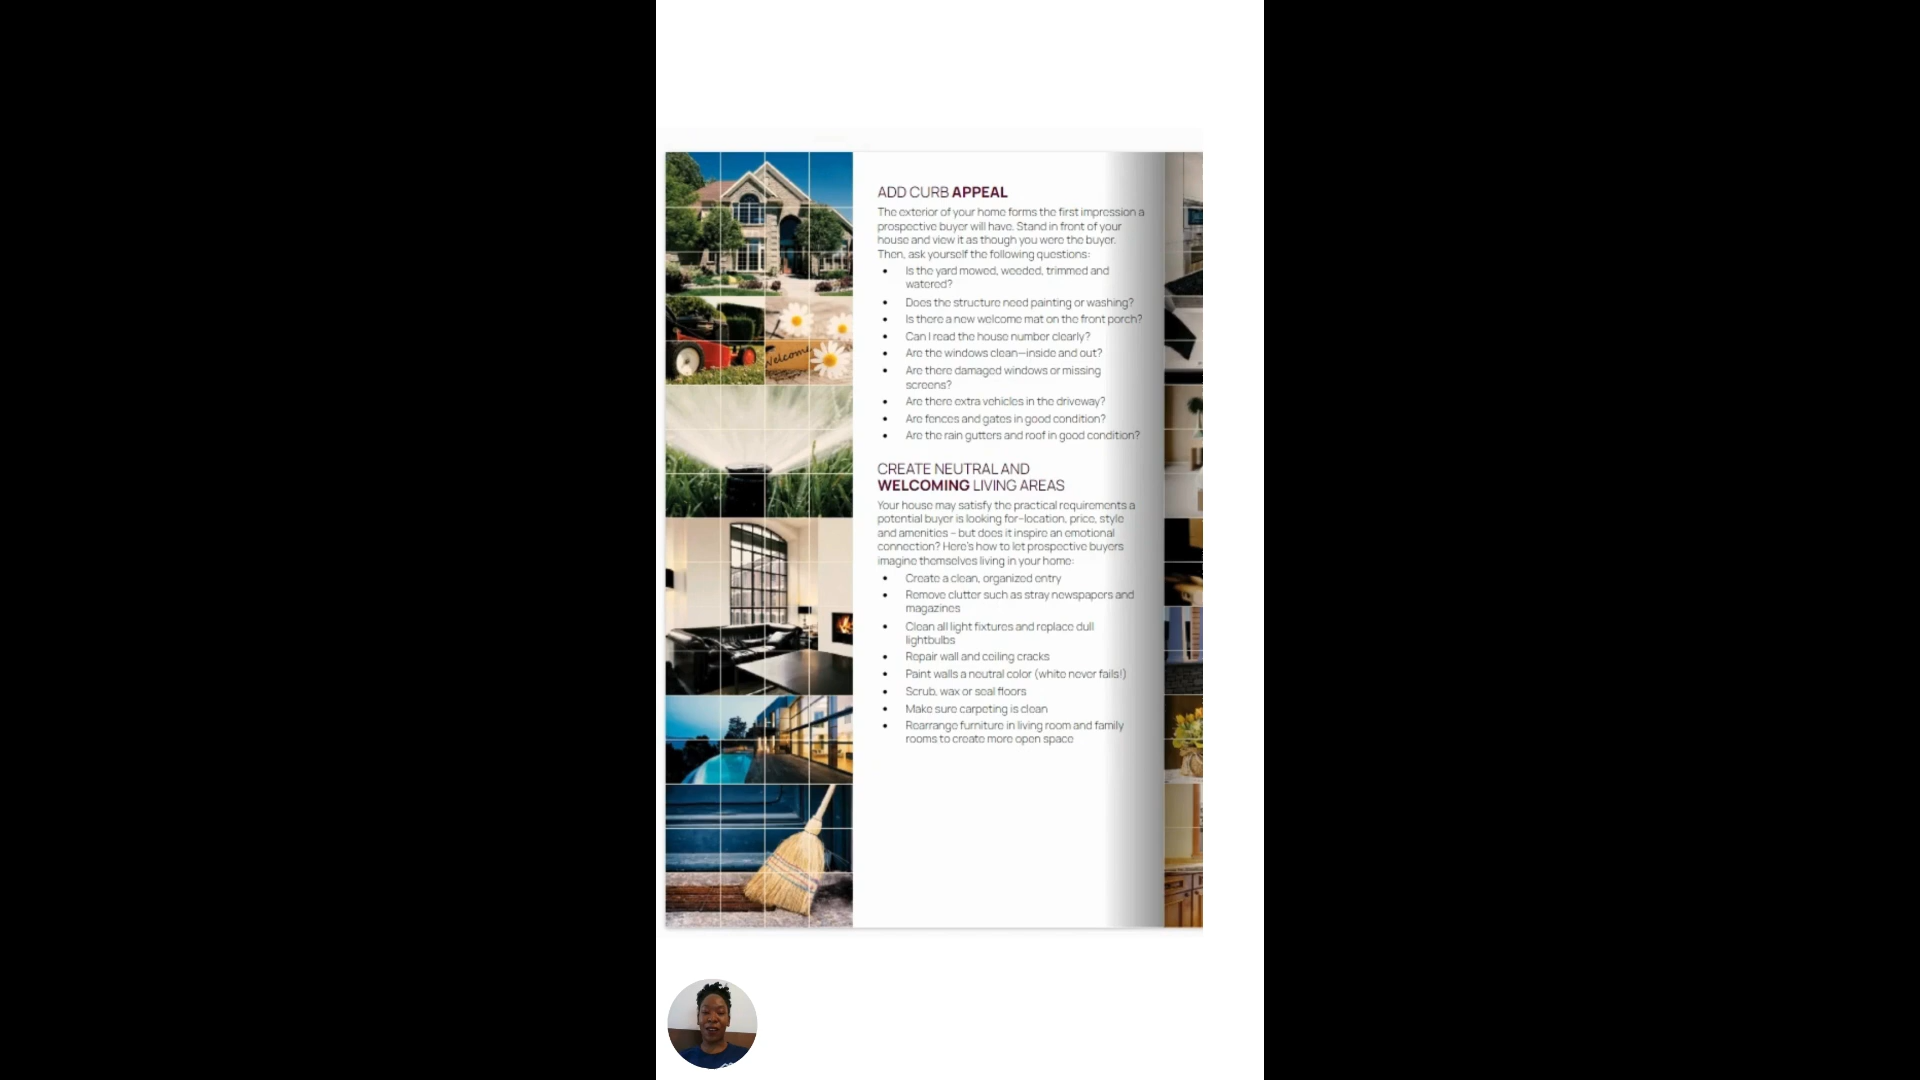 ADD CURB APPEAL
The exterior of your home forms the first impression a
prospective buyer will have. Stand in front of your
house and view it as though you were the buyer.
Then, ask yourself the following questions:
• Is the yard mowed, weeded, trimmed and
watered?
• Does the structure need painting or washing?
• Is there a new welcome mat on the front porch?
• Can I read the house number clearly?
• Are the windows clean—inside and out?
• Are there damaged windows or missing
screens?
• Are there extra vehicles in the driveway?
• Are fences and gates in good condition?
• Are the rain gutters and roof in good condition?
Welcome
CREATE NEUTRAL AND
WELCOMING LIVING AREAS
Your house may satisfy the practical requirements a
potential buyer is looking for–location, price, style
and amenities – but does it inspire an emotional
connection? Here's how to let prospective buyers
imagine themselves living in your home:
• Create a clean, organized entry
• Remove clutter such as stray newspapers and
magazines
• Clean all light fixtures and replace dull
lightbulbs
• Repair wall and ceiling cracks
• Paint walls a neutral color (white never fails!)
• Scrub, wax or seal floors
• Make sure carpeting is clean
• Rearrange furniture in living room and family
rooms to create more open space